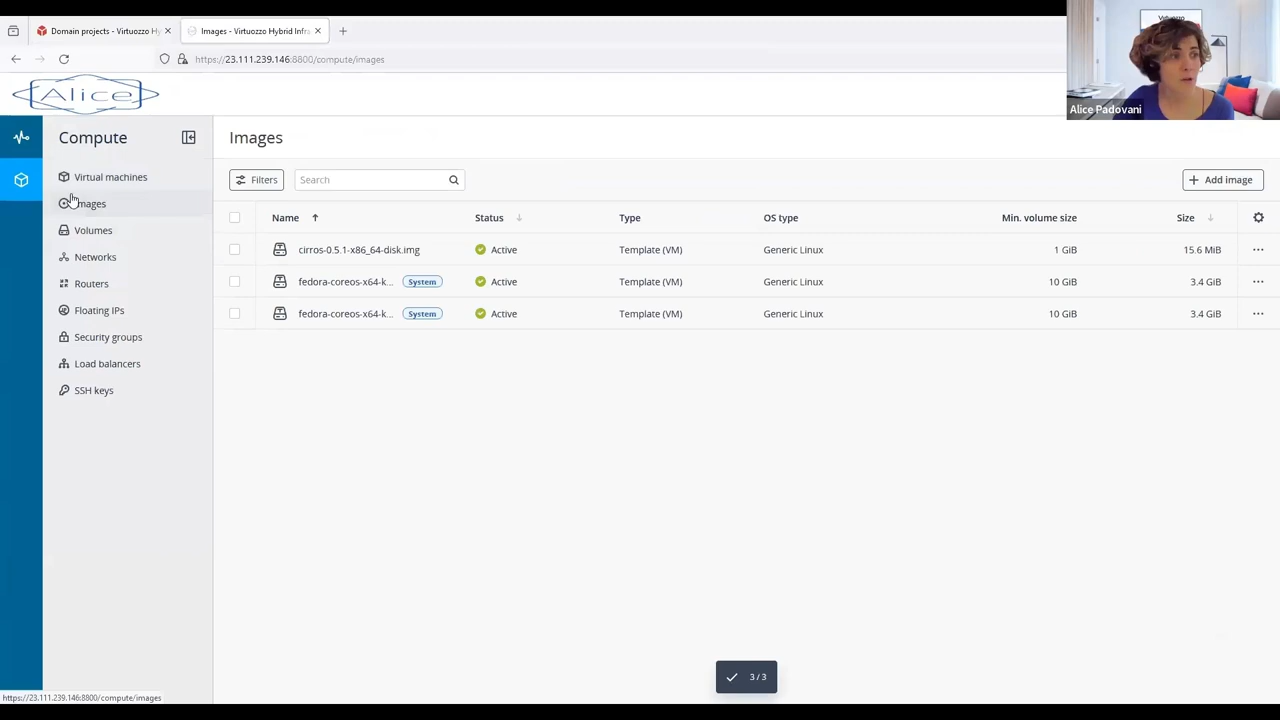 Domain projects - Virtuozzo Hyb
Images - Virtuozzo Hybrid Infra
https://23.111.239.146:8800/compute/images
Virtuozzo
Alice Padovani
Alice
Compute
Virtual machines
Images
Volumes
Networks
Routers
Floating IPs
Security groups
Load balancers
SSH keys
Images
Filters
Search
Add image
Name Status Type OS type Min. volume size Size
cirros-0.5.1-x86_64-disk.img Active Template (VM) Generic Linux 1 GiB 15.6 MiB
fedora-coreos-x64-k... System Active Template (VM) Generic Linux 10 GiB 3.4 GiB
fedora-coreos-x64-k... System Active Template (VM) Generic Linux 10 GiB 3.4 GiB
3 / 3
https://23.111.239.146:8800/compute/images